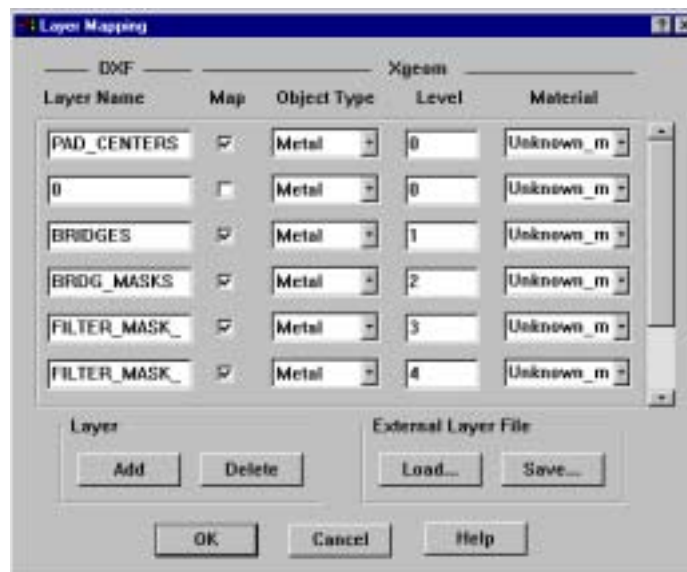 Layer Mapping
DXF Xgeom
Layer Name Map Object Type Level Material
PAD_CENTERS Metal 0 Unknown_m
0 Metal 0 Unknown_m
BRIDGES Metal 1 Unknown_m
BRDG_MASKS Metal 2 Unknown_m
FILTER_MASK_ Metal 3 Unknown_m
FILTER_MASK_ Metal 4 Unknown_m
Layer External Layer File
Add Delete Load... Save...
OK Cancel Help